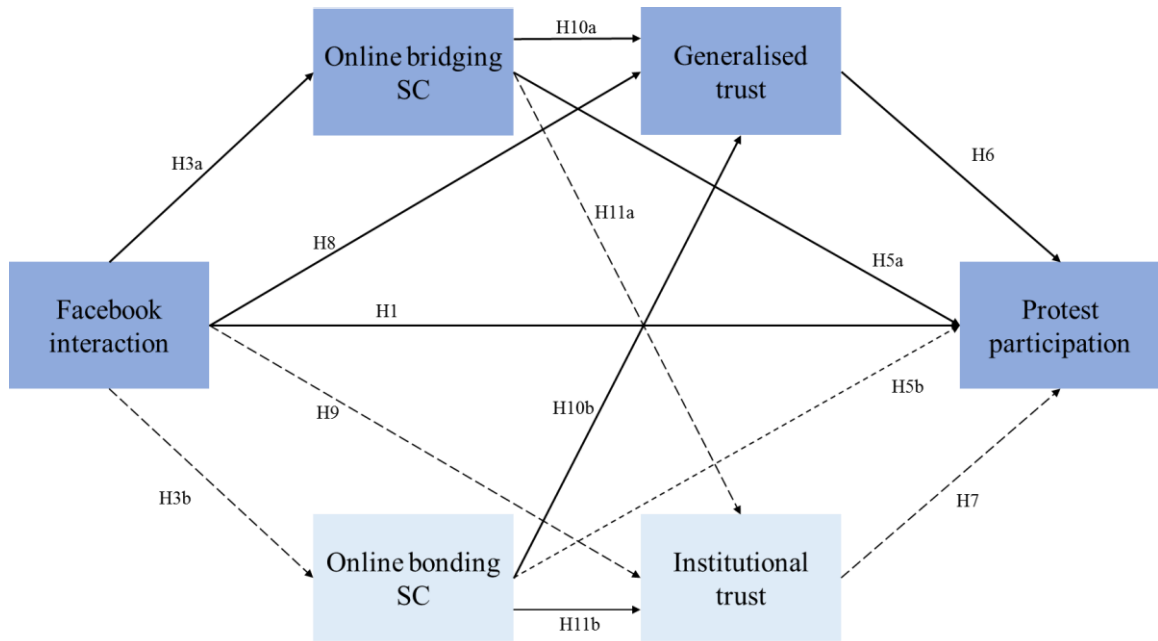 H10a
Online bridging
SC
Generalised
trust
H3a
H6
H11a
H8
H5a
Facebook
interaction
H1
Protest
participation
H9
H10b
H5b
H3b
H7
Online bonding
SC
Institutional
trust
H11b